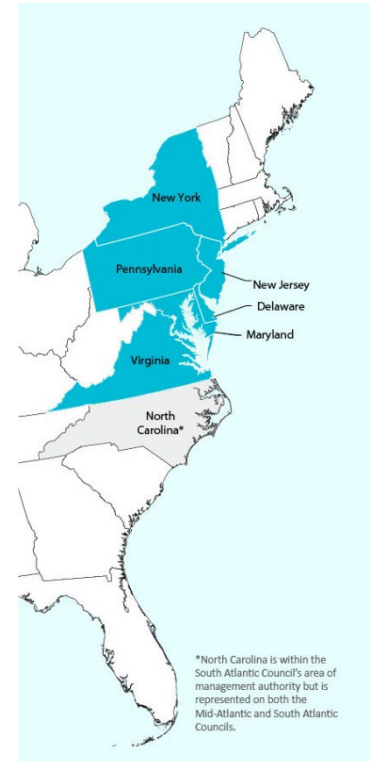 New York
Pennsylvania
New Jersey
Delaware
Maryland
Virginia
North
Carolina*
*North Carolina is within the
South Atlantic Council's area of
management authority but is
represented on both the
Mid-Atlantic and South Atlantic
Councils.